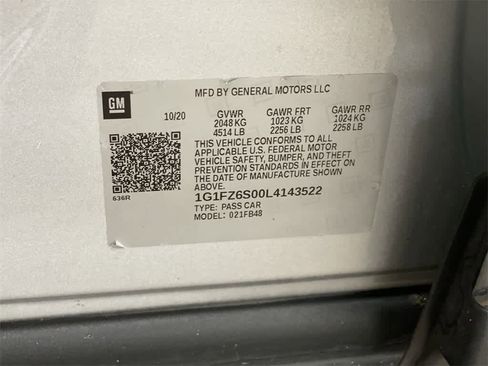 GM
MFD BY GENERAL MOTORS LLC
10/20 GVWR GAWR FRT GAWR RR
2048 KG 1023 KG 1024 KG
4514 LB 2256 LB 2258 LB
THIS VEHICLE CONFORMS TO ALL
APPLICABLE U.S. FEDERAL MOTOR
VEHICLE SAFETY, BUMPER, AND THEFT
PREVENTION STANDARDS IN EFFECT ON
THE DATE OF MANUFACTURE SHOWN
ABOVE.
1G1FZ6S00L4143522
636R
TYPE: PASS CAR
MODEL: 021FB48